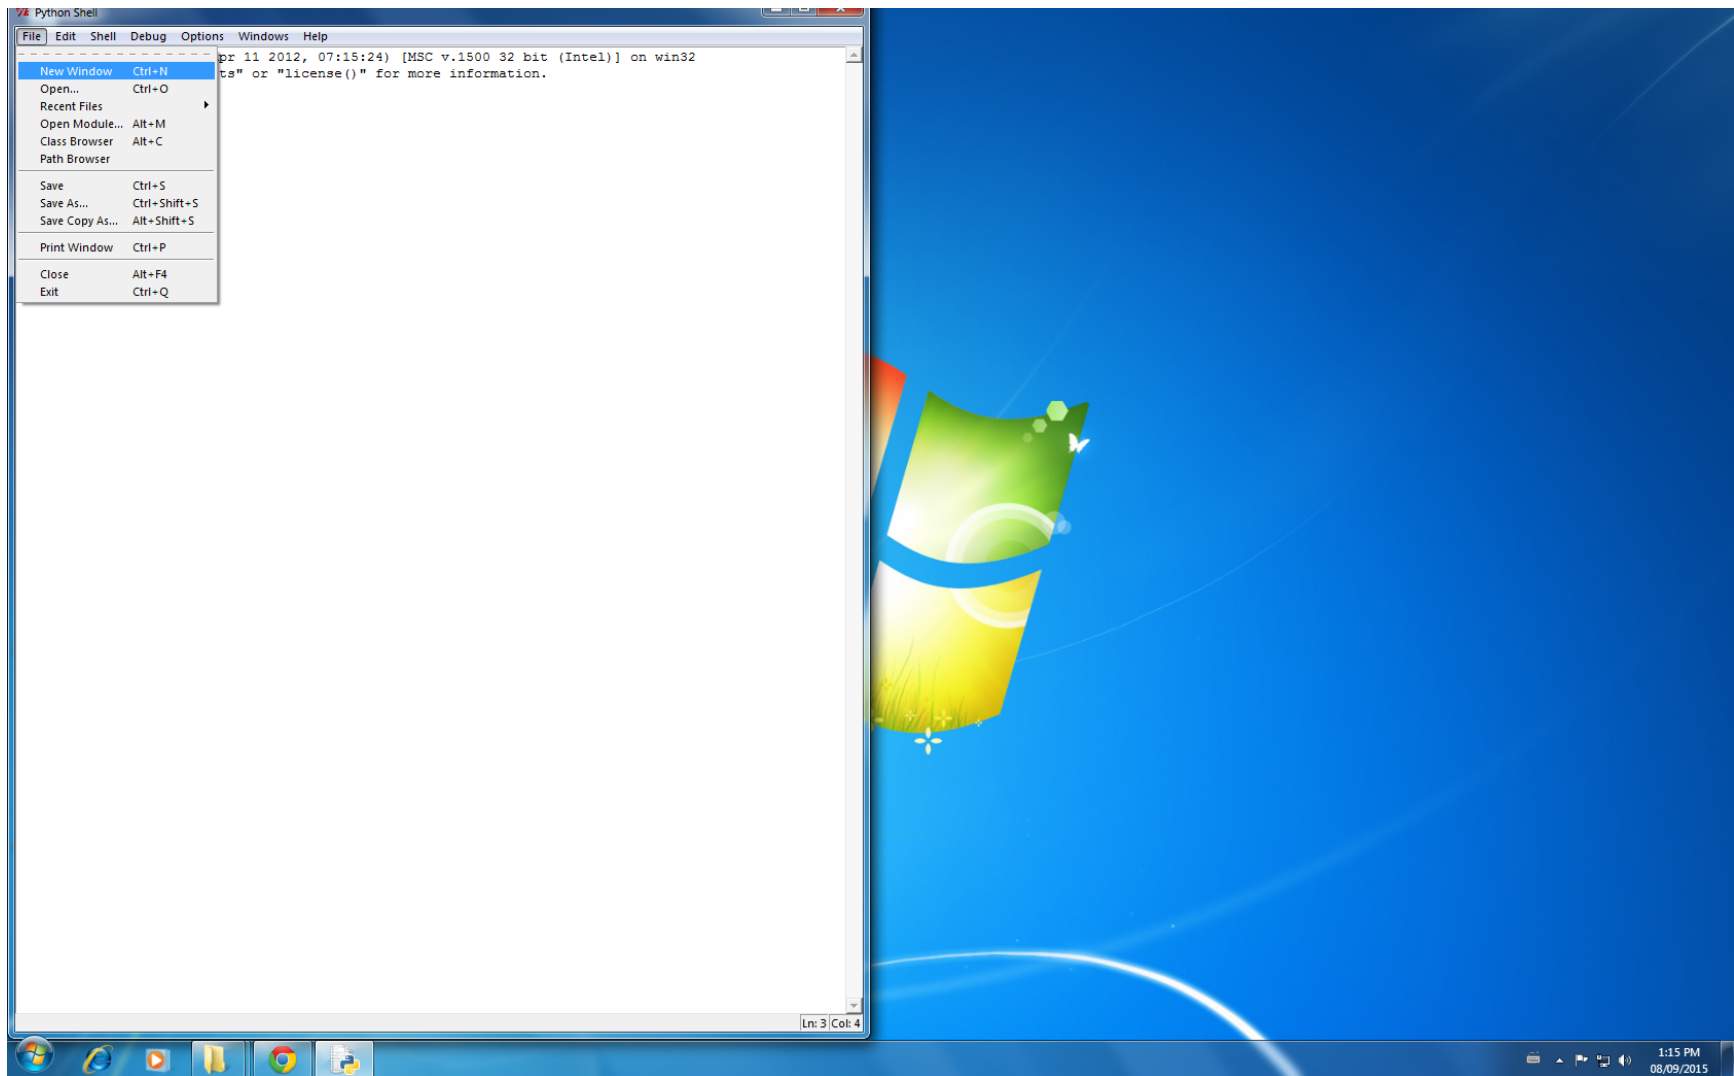 Python Shell
File Edit Shell Debug Options Windows Help
pr 11 2012, 07:15:24) [MSC v.1500 32 bit (Intel)] on win32
ts" or "license()" for more information.
New Window Ctrl+N
Open... Ctrl+O
Recent Files
Open Module... Alt+M
Class Browser Alt+C
Path Browser
Save Ctrl+S
Save As... Ctrl+Shift+S
Save Copy As... Alt+Shift+S
Print Window Ctrl+P
Close Alt+F4
Exit Ctrl+Q
Ln: 3 Col: 4
1:15 PM
08/09/2015